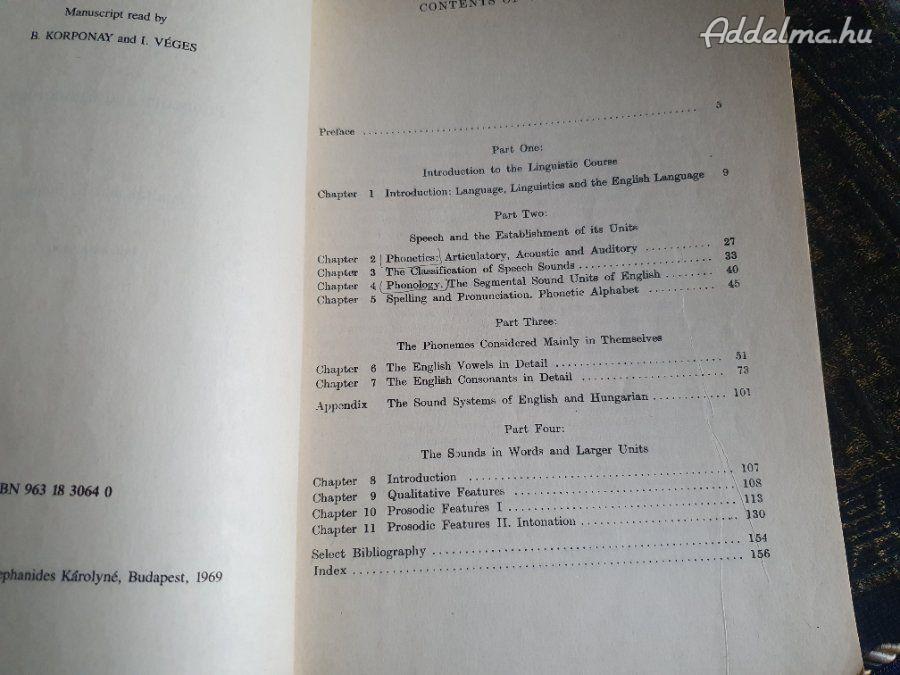 Manuscript read by
B. KORPONAY and I. VÉGES
BN 963 18 3064 0
ephanides Károlyné, Budapest, 1969
Addelma.hu
CONTENTS OF
Preface 5
Part One:
Introduction to the Linguistic Course
Chapter 1 Introduction: Language, Linguistics and the English Language 9
Part Two:
Speech and the Establishment of its Units
Chapter 2 Phonetics: Articulatory, Acoustic and Auditory 27
Chapter 3 The Classification of Speech Sounds 33
Chapter 4 Phonology. The Segmental Sound Units of English 40
Chapter 5 Spelling and Pronunciation. Phonetic Alphabet 45
Part Three:
The Phonemes Considered Mainly in Themselves
Chapter 6 The English Vowels in Detail 51
Chapter 7 The English Consonants in Detail 73
Appendix The Sound Systems of English and Hungarian 101
Part Four:
The Sounds in Words and Larger Units
Chapter 8 Introduction 107
Chapter 9 Qualitative Features 108
Chapter 10 Prosodic Features I 113
Chapter 11 Prosodic Features II. Intonation 130
Select Bibliography 154
Index 156